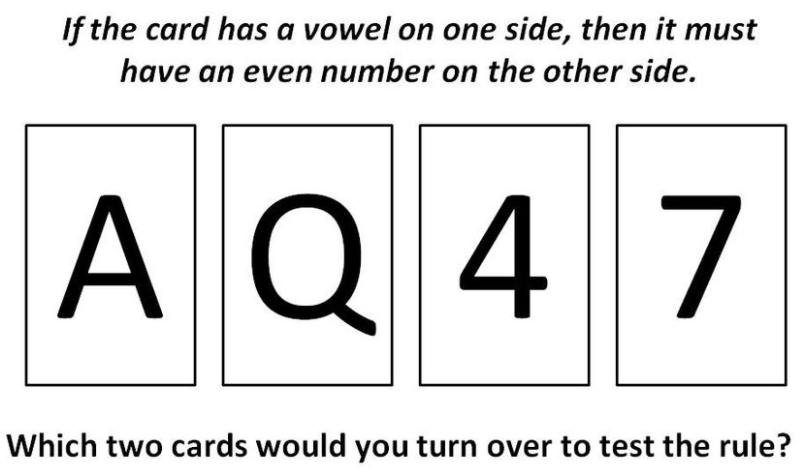 If the card has a vowel on one side, then it must
have an even number on the other side.
A Q 4 7
Which two cards would you turn over to test the rule?